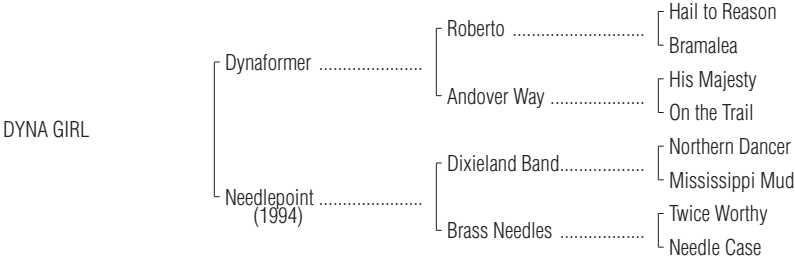 Hail to Reason
Roberto ........................
Bramalea
Dynaformer ......................
His Majesty
Andover Way ....................
On the Trail
DYNA GIRL
Northern Dancer
Dixieland Band..................
Mississippi Mud
Needlepoint ......................
(1994)
Twice Worthy
Brass Needles ..................
Needle Case